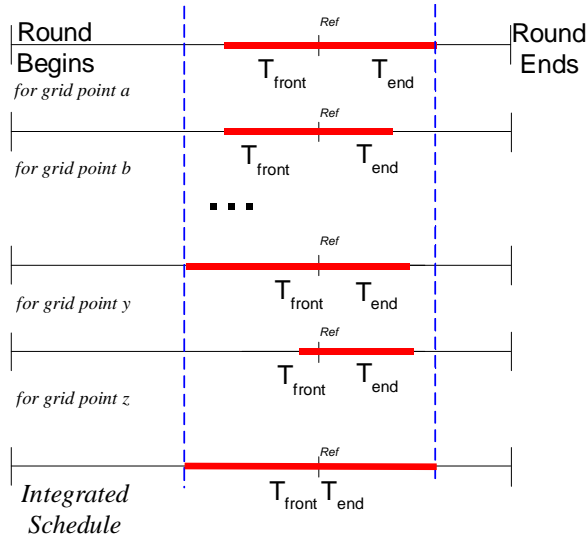 Ref
Round Begins
Round Ends
T front
T end
for grid point a
Ref
T front
T end
for grid point b
...
Ref
T front
T end
for grid point y
Ref
T front
T end
for grid point z
Ref
T front T end
Integrated
Schedule